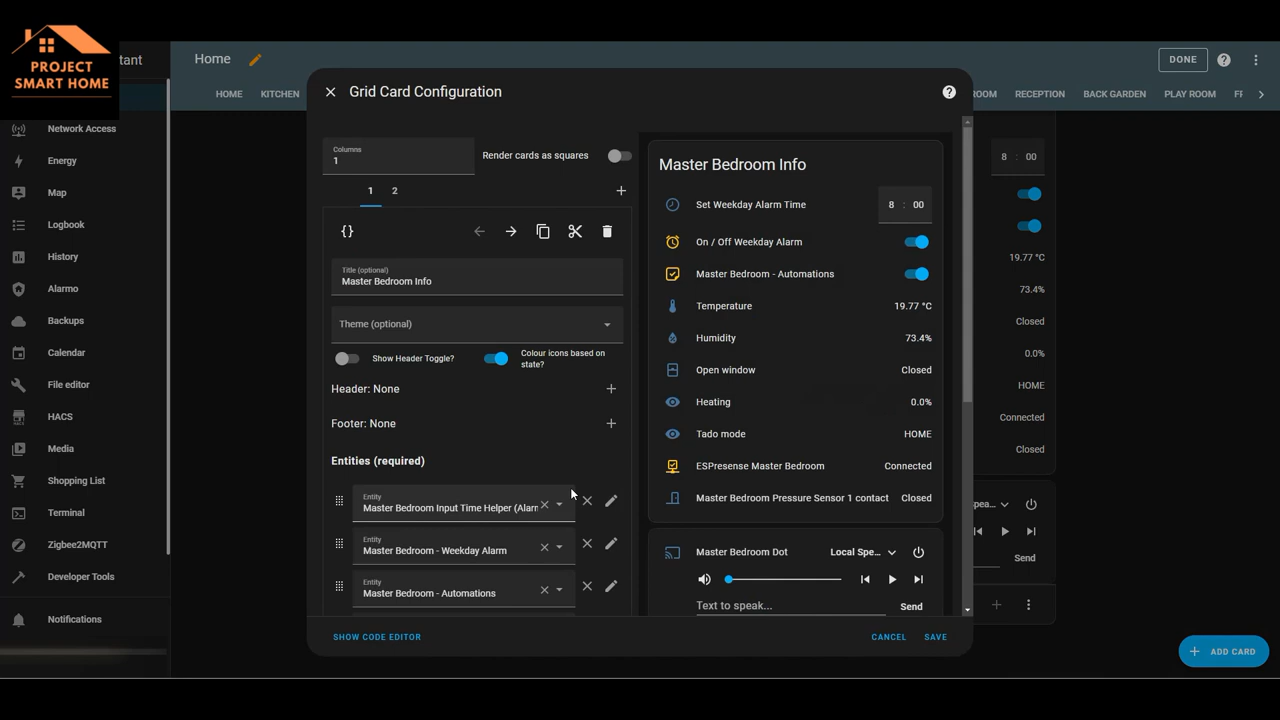 PROJECT
SMART HOME
tant
Network Access
Energy
Map
Logbook
History
Alarmo
Backups
Calendar
File editor
HACS
HACS
Media
Shopping List
Terminal
Zigbee2MQTT
Developer Tools
Notifications
Home
DONE
HOME
KITCHEN
OOM
RECEPTION
BACK GARDEN
PLAY ROOM
FF
Grid Card Configuration
Columns
1
Render cards as squares
1
2
{}
Title (optional)
Master Bedroom Info
Theme (optional)
Show Header Toggle?
Colour icons based on
state?
Header: None
Footer: None
Entities (required)
Entity
Master Bedroom Input Time Helper (Alarn
Entity
Master Bedroom - Weekday Alarm
Entity
Master Bedroom - Automations
SHOW CODE EDITOR
Master Bedroom Info
Set Weekday Alarm Time
8 : 00
On / Off Weekday Alarm
Master Bedroom - Automations
Temperature
19.77 °C
Humidity
73.4%
Open window
Closed
Heating
0.0%
Tado mode
HOME
ESPresense Master Bedroom
Connected
Master Bedroom Pressure Sensor 1 contact
Closed
Master Bedroom Dot
Local Spe...
Text to speak...
Send
CANCEL
SAVE
8 : 00
19.77 °C
73.4%
Closed
0.0%
HOME
Connected
Closed
Spea...
Send
ADD CARD